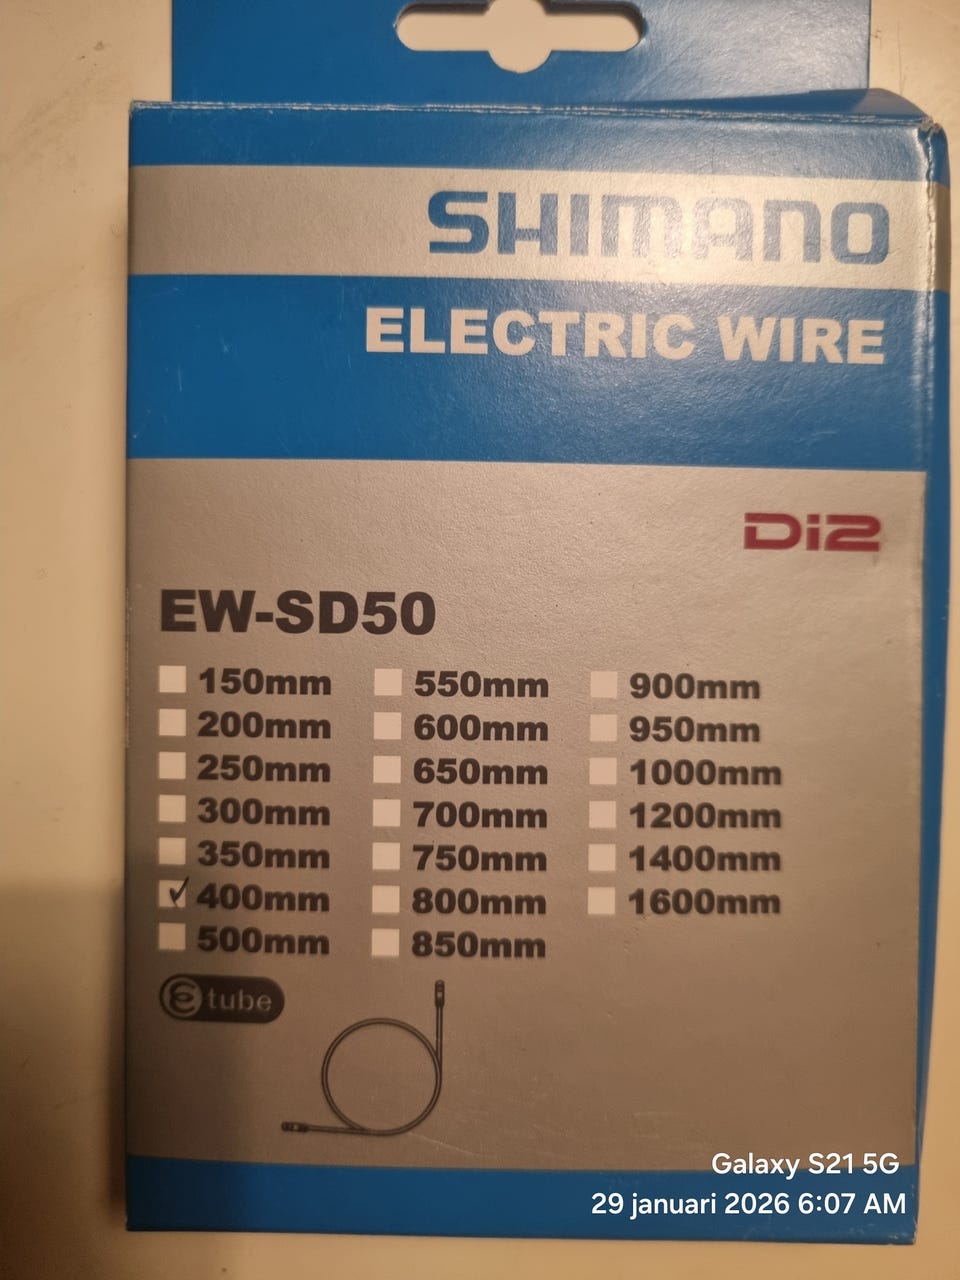 SHIMANO
ELECTRIC WIRE
Di2
EW-SD50
150mm 550mm 900mm
200mm 600mm 950mm
250mm 650mm 1000mm
300mm 700mm 1200mm
350mm 750mm 1400mm
✓ 400mm 800mm 1600mm
500mm 850mm
e tube
Galaxy S21 5G
29 januari 2026 6:07 AM